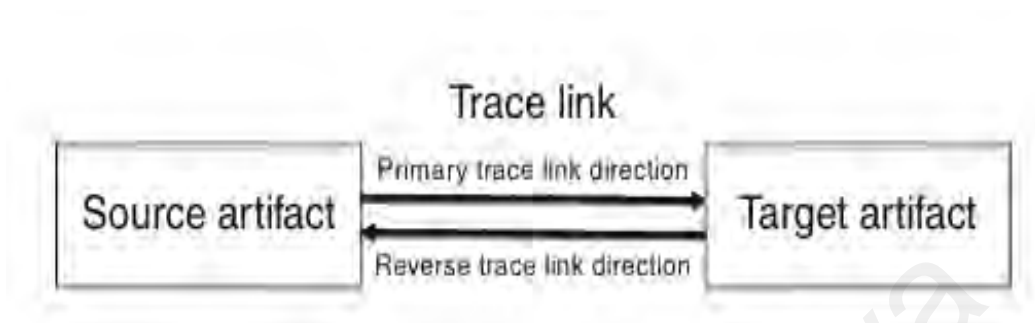 Trace link
Primary trace link direction
Source artifact
Target artifact
Reverse trace link direction